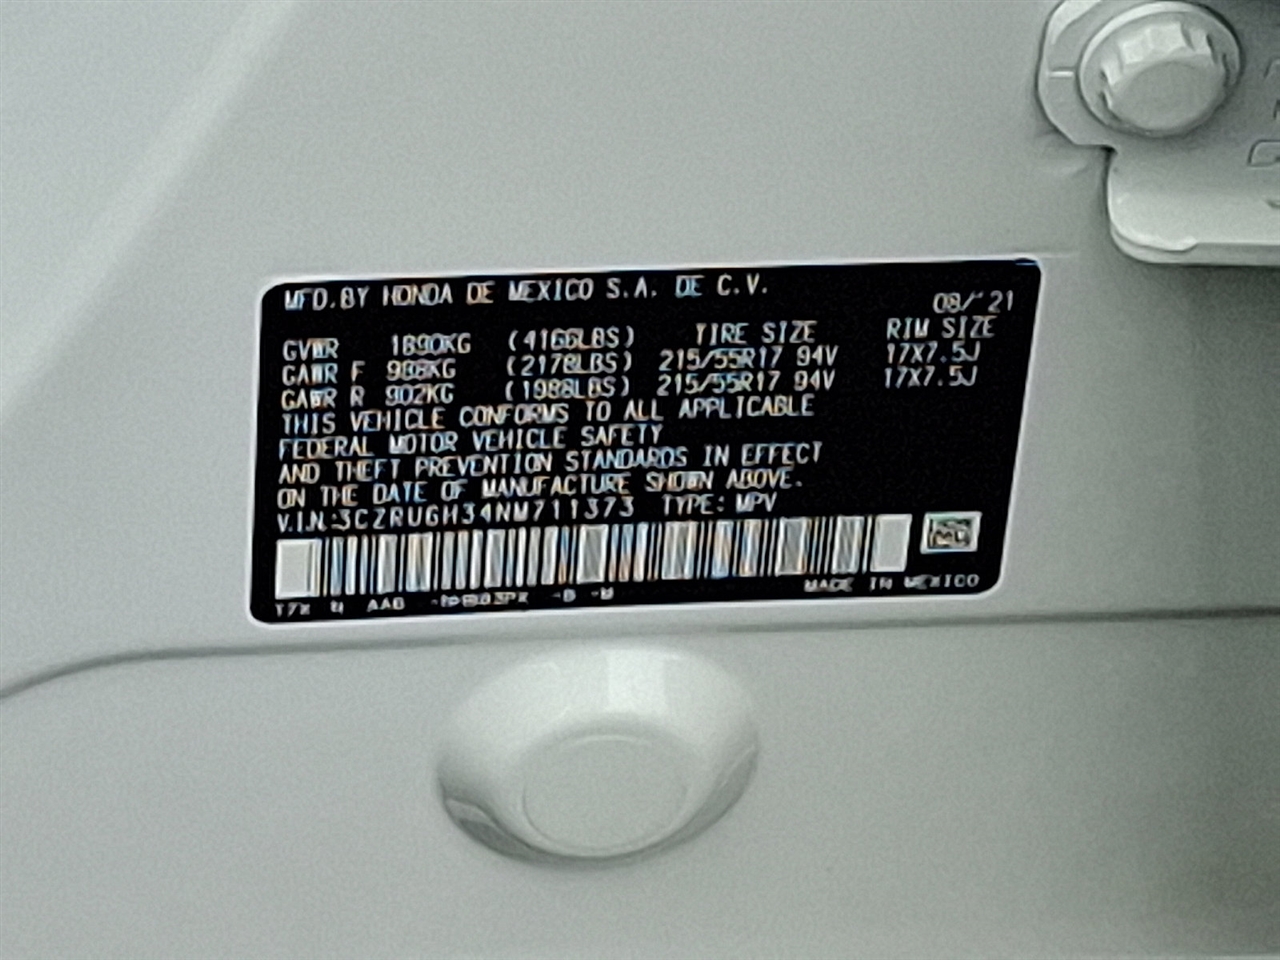 MFD.BY HONDA DE MEXICO S.A. DE C.V.
08/'21
GVWR 1890KG (4166LBS) TIRE SIZE RIM SIZE
GAWR F 988KG (2178LBS) 215/55R17 94V 17X7.5J
GAWR R 902KG (1988LBS) 215/55R17 94V 17X7.5J
THIS VEHICLE CONFORMS TO ALL APPLICABLE
FEDERAL MOTOR VEHICLE SAFETY
AND THEFT PREVENTION STANDARDS IN EFFECT
ON THE DATE OF MANUFACTURE SHOWN ABOVE.
V.I.N:3CZRU6H34NM711373 TYPE: MPV
MADE IN MEXICO